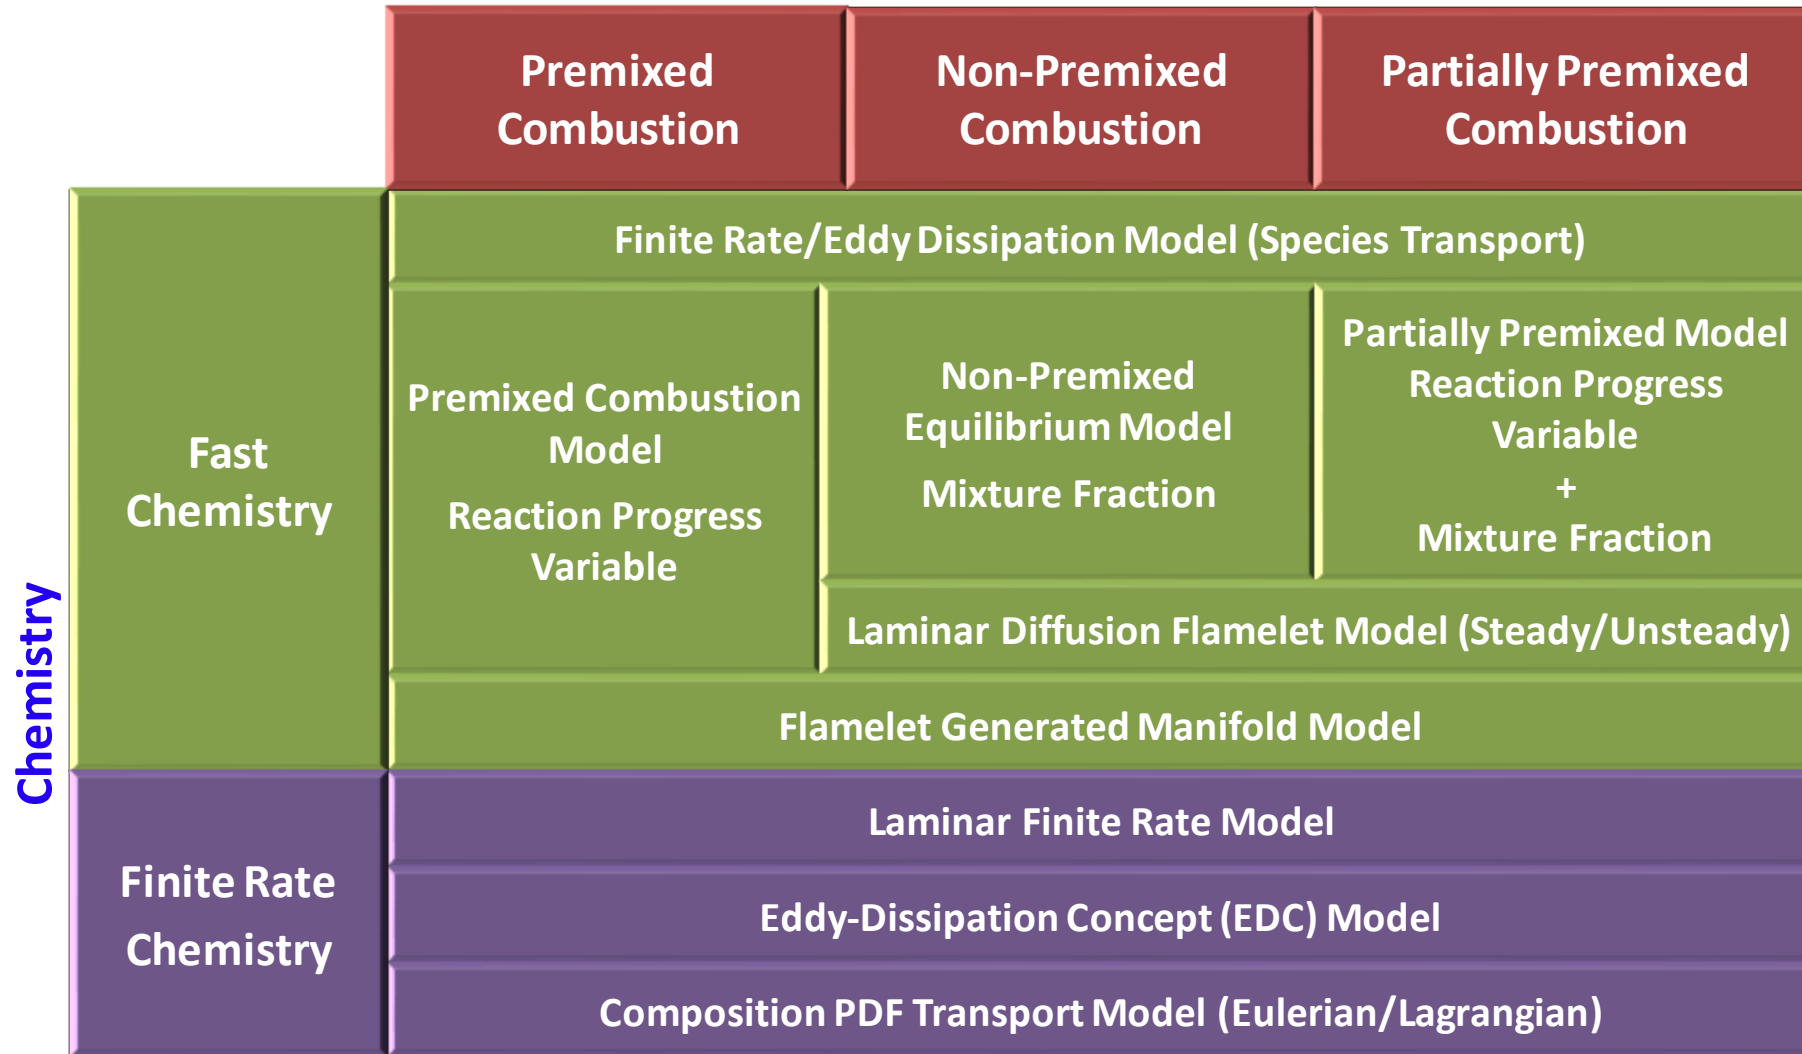 Premixed
Combustion
Non-Premixed
Combustion
Partially Premixed
Combustion
Chemistry
Fast
Chemistry
Finite Rate/Eddy Dissipation Model (Species Transport)
Premixed Combustion
Model
Reaction Progress
Variable
Non-Premixed
Equilibrium Model
Mixture Fraction
Partially Premixed Model
Reaction Progress
Variable
+
Mixture Fraction
Laminar Diffusion Flamelet Model (Steady/Unsteady)
Flamelet Generated Manifold Model
Finite Rate
Chemistry
Laminar Finite Rate Model
Eddy-Dissipation Concept (EDC) Model
Composition PDF Transport Model (Eulerian/Lagrangian)